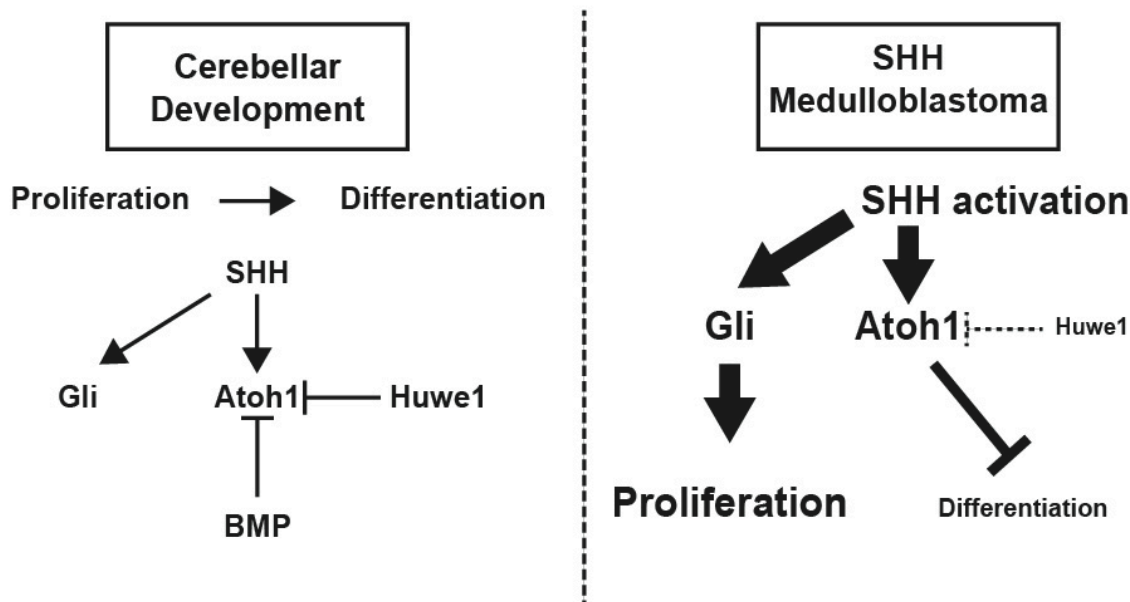 Cerebellar
Development
Proliferation
Differentiation
SHH
Gli
Atoh1
Huwe1
BMP
SHH
Medulloblastoma
SHH activation
Gli
Atoh1
Huwe1
Proliferation
Differentiation